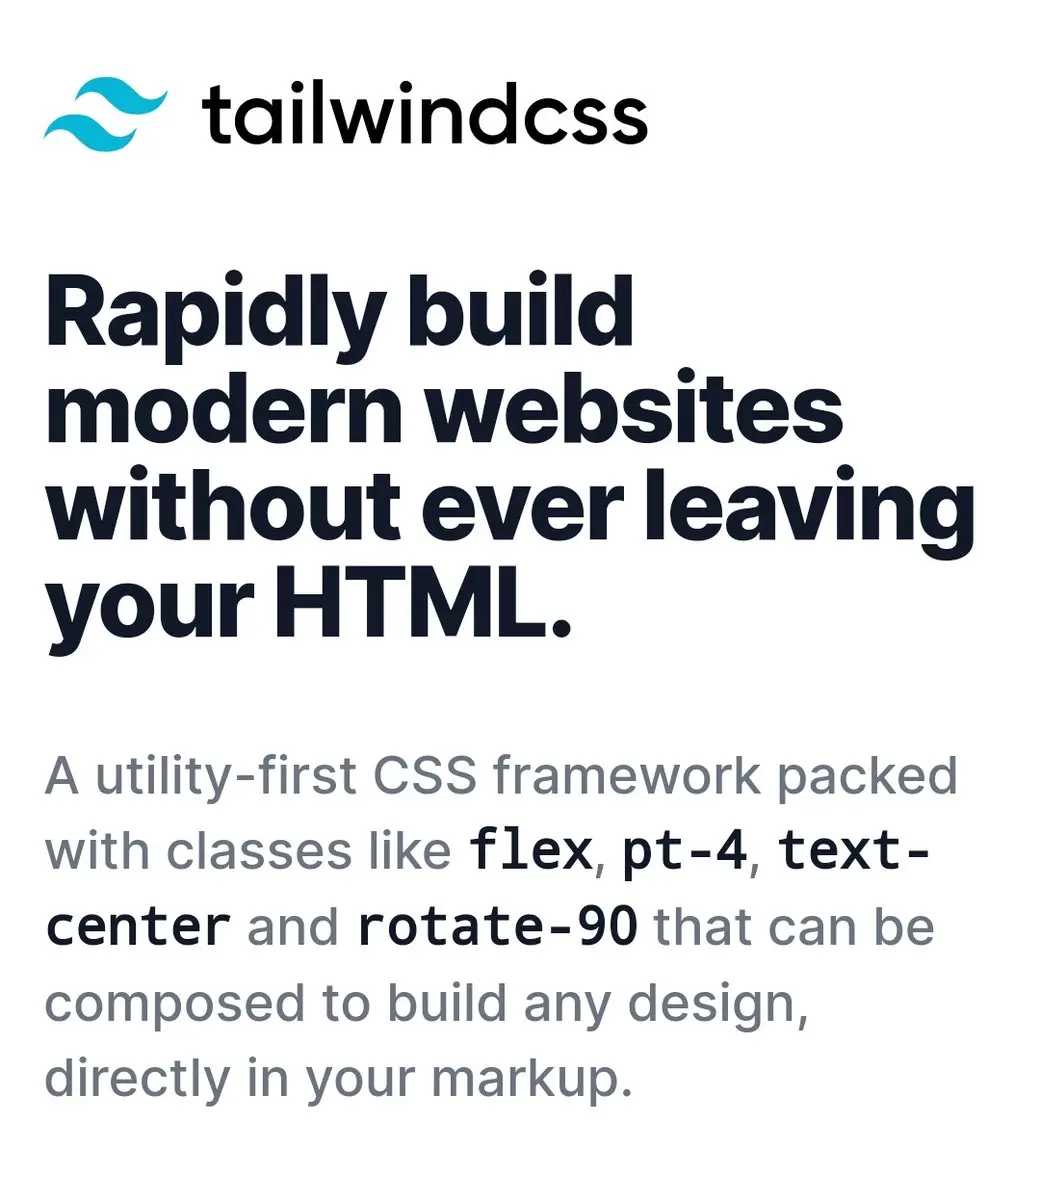 tailwindcss
Rapidly build
modern websites
without ever leaving
your HTML.
A utility-first CSS framework packed
with classes like flex, pt-4, text-
center and rotate-90 that can be
composed to build any design,
directly in your markup.